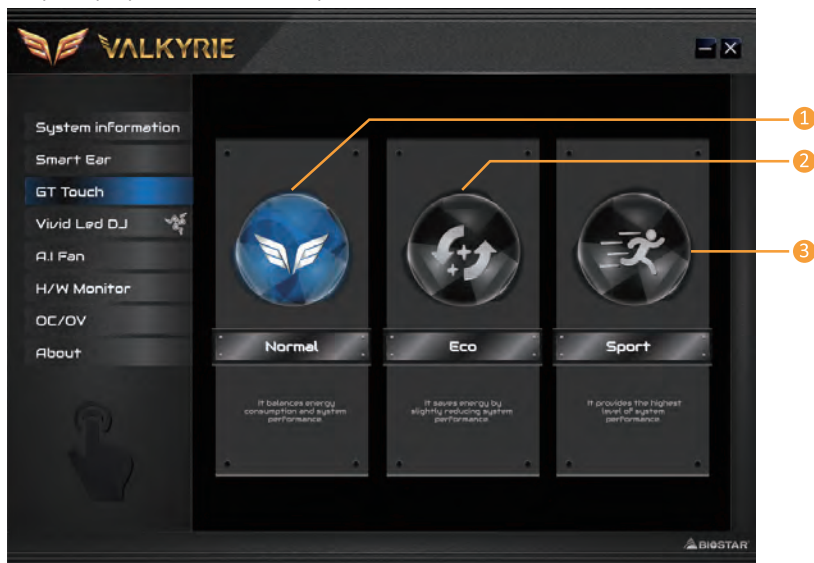 VALKYRIE
1
System information
2
Smart Ear
GT Touch
Vivid Led DJ
A.I Fan
3
H/W Monitor
OC/OV
About
Normal
Eco
Sport
It balances energy
consumption and system
performance
It saves energy by
slightly reducing system
performance
It provides the highest
level of system
performance
BIOSTAR